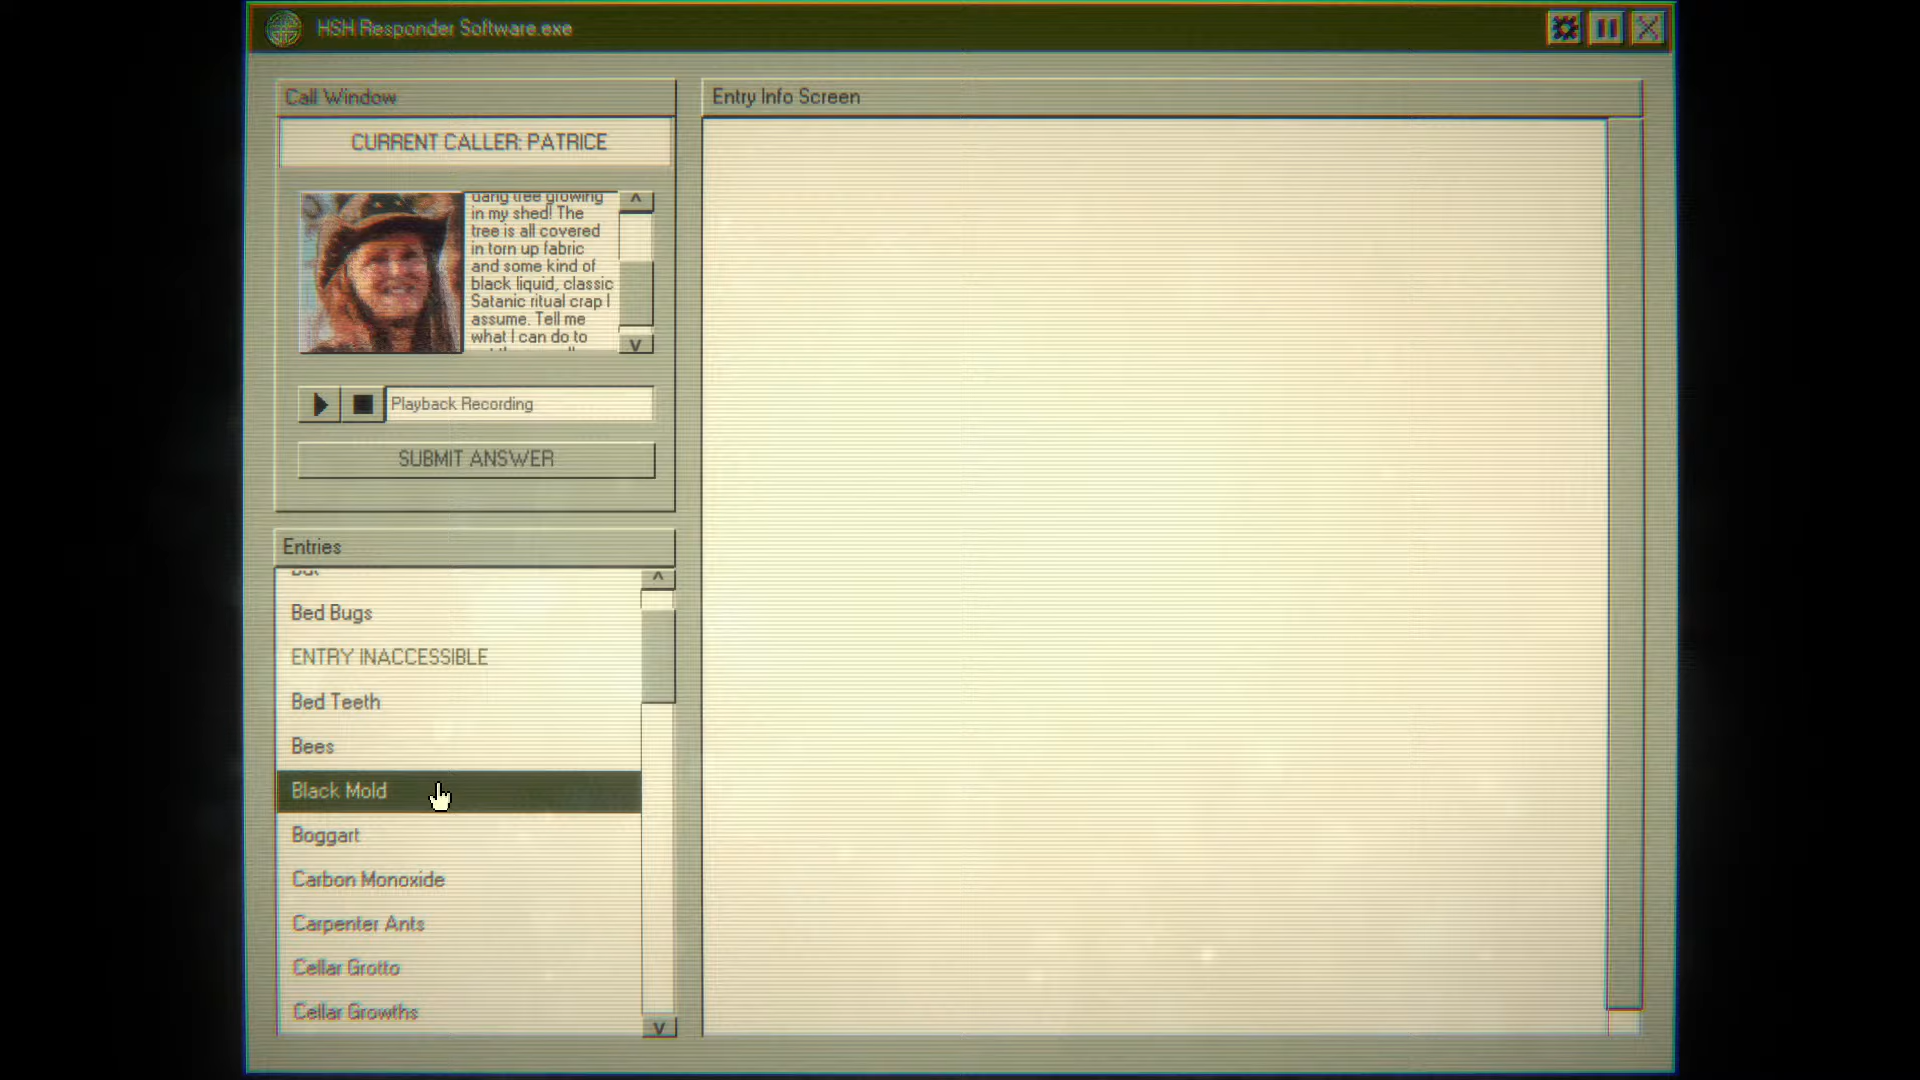 HSH Responder Software.exe
Call Window
CURRENT CALLER: PATRICE
dang tree growing
in my shed! The
tree is all covered
in torn up fabric
and some kind of
black liquid, classic
Satanic ritual crap I
assume. Tell me
what I can do to
Playback Recording
SUBMIT ANSWER
Entries
Bed Bugs
ENTRY INACCESSIBLE
Bed Teeth
Bees
Black Mold
Boggart
Carbon Monoxide
Carpenter Ants
Cellar Grotto
Cellar Growths
Entry Info Screen